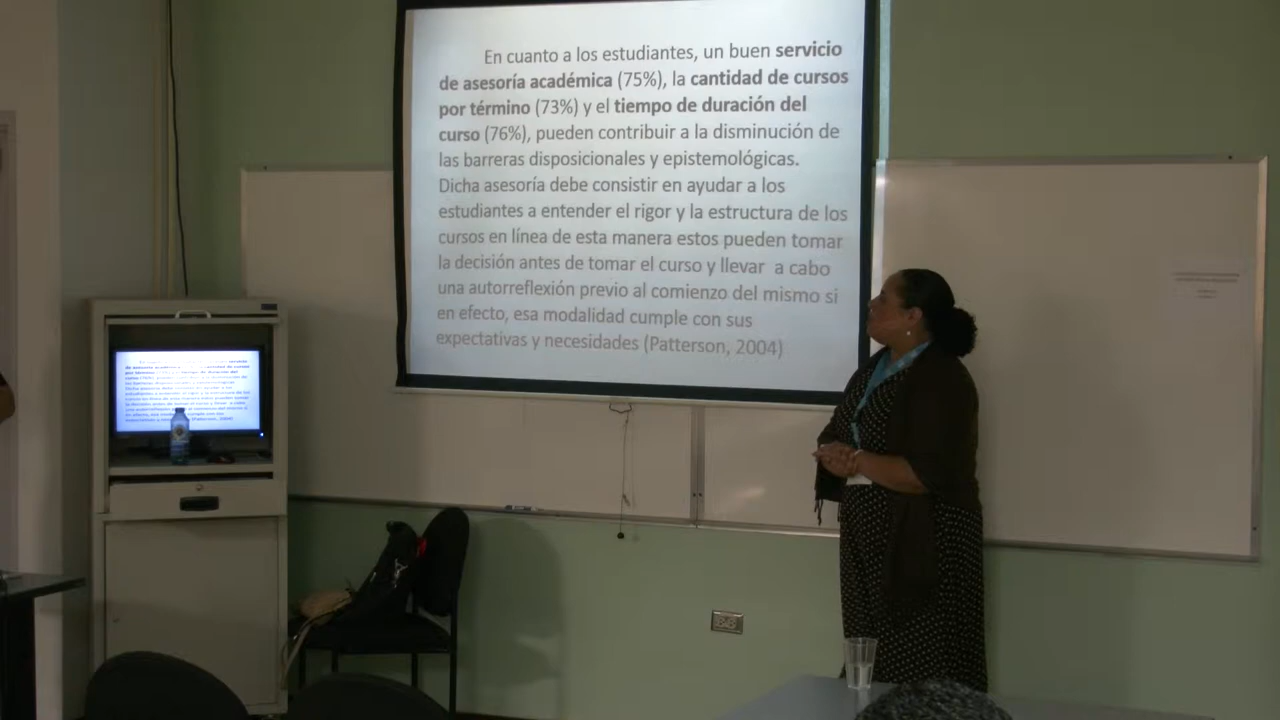 En cuanto a los estudiantes, un buen servicio
de asesoría académica (75%), la cantidad de cursos
por término (73%) y el tiempo de duración del
curso (76%), pueden contribuir a la disminución de
las barreras disposicionales y epistemológicas.
Dicha asesoría debe consistir en ayudar a los
estudiantes a entender el rigor y la estructura de los
cursos en línea de esta manera estos pueden tomar
la decisión antes de tomar el curso y llevar a cabo
una autorreflexión previo al comienzo del mismo si
en efecto, esa modalidad cumple con sus
expectativas y necesidades (Patterson, 2004)